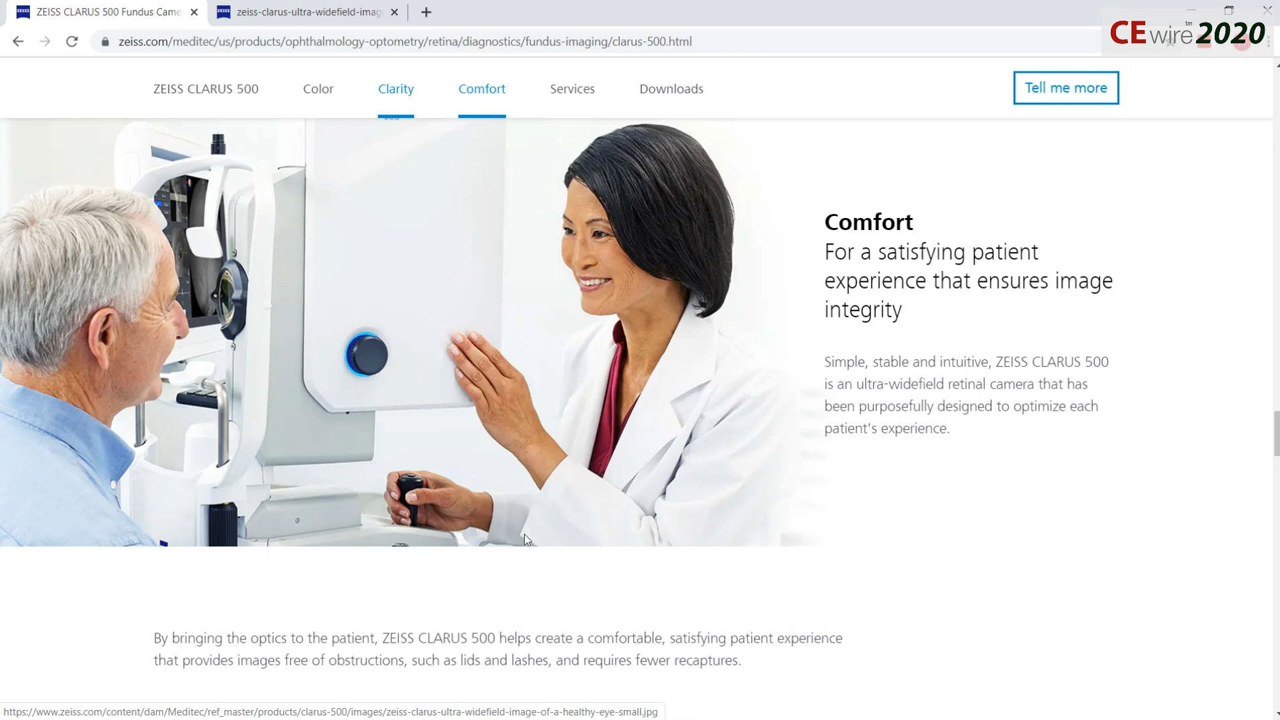 ZEISS CLARUS 500 Fundus Came
zeiss-clarus-ultra-widefield-imag
zeiss.com/meditec/us/products/ophthalmology-optometry/retina/diagnostics/fundus-imaging/clarus-500.html
CE wire™ 2020
ZEISS CLARUS 500
Color
Clarity
Comfort
Services
Downloads
Tell me more
Comfort
For a satisfying patient
experience that ensures image
integrity
Simple, stable and intuitive, ZEISS CLARUS 500
is an ultra-widefield retinal camera that has
been purposefully designed to optimize each
patient's experience.
By bringing the optics to the patient, ZEISS CLARUS 500 helps create a comfortable, satisfying patient experience
that provides images free of obstructions, such as lids and lashes, and requires fewer recaptures.
https://www.zeiss.com/content/dam/Meditec/ref_master/products/clarus-500/images/zeiss-clarus-ultra-widefield-image-of-a-healthy-eye-small.jpg